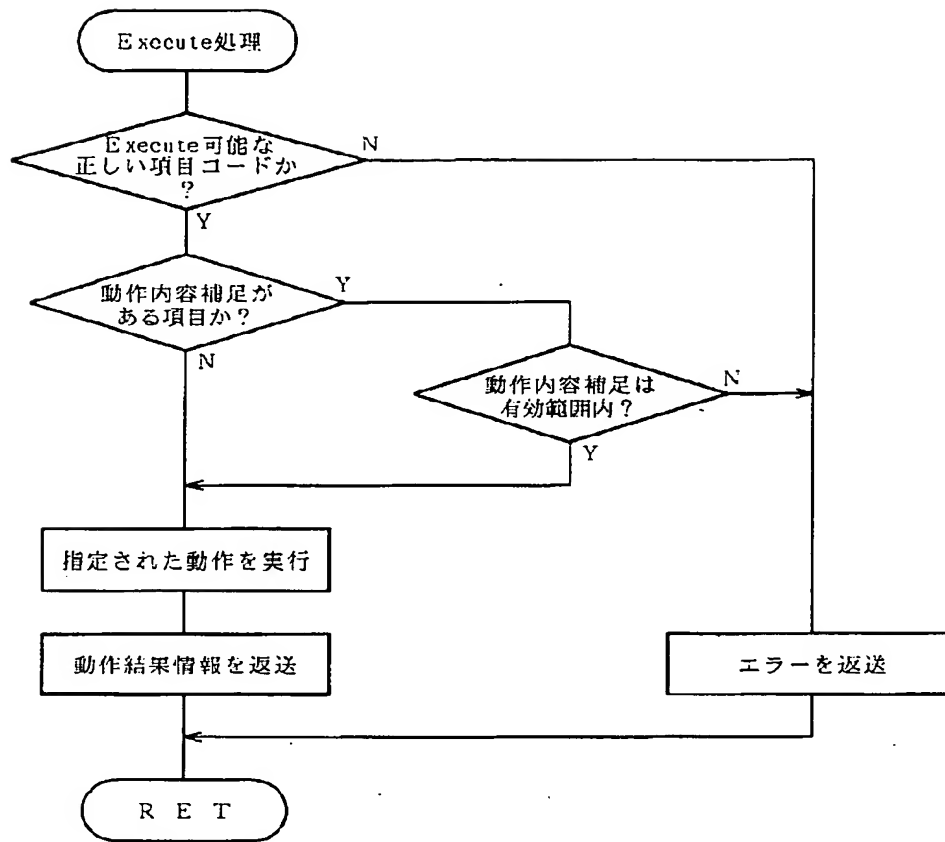 Execute処理
Execute可能な
正しい項目コードか
?
N
Y
動作内容補足が
ある項目か?
Y
N
動作内容補足は
有効範囲内?
N
Y
指定された動作を実行
動作結果情報を返送
エラーを返送
RET